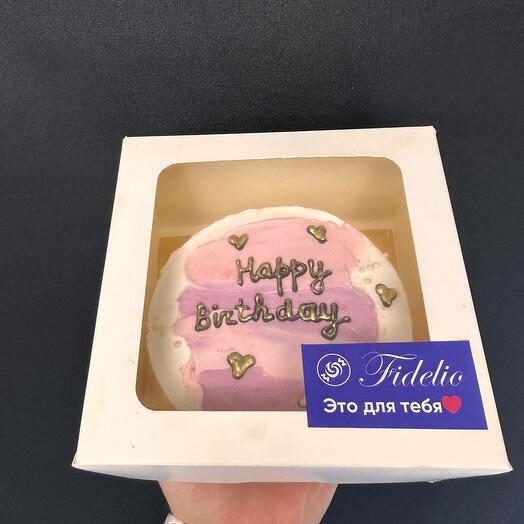 Happy
Birthday
Fidelio
Это для тебя